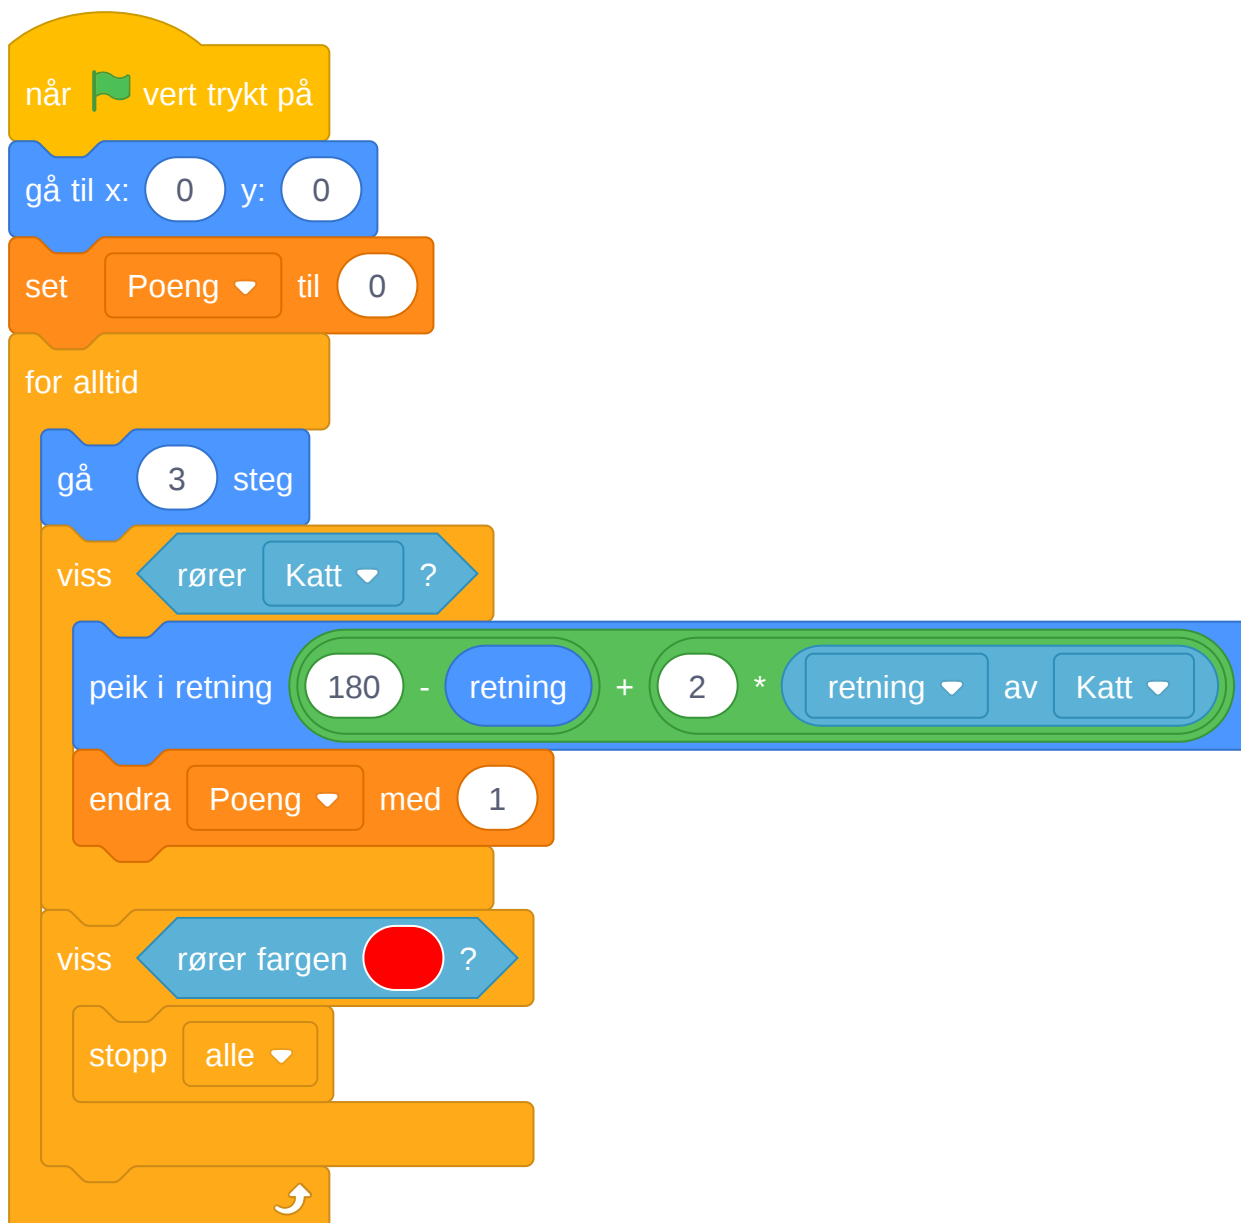 når vert trykt på
gå til x: 0 y: 0
set Poeng til 0
for alltid
gå 3 steg
viss rører Katt ?
peik i retning 180 - retning + 2 * retning av Katt
endra Poeng med 1
viss rører fargen ?
stopp alle